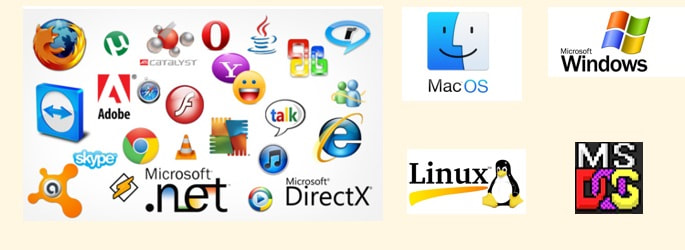 CATALYST
Adobe
talk
skype
Microsoft®
.net
Microsoft®
DirectX
Mac OS
Microsoft
Windows
Linux
MS
DOS